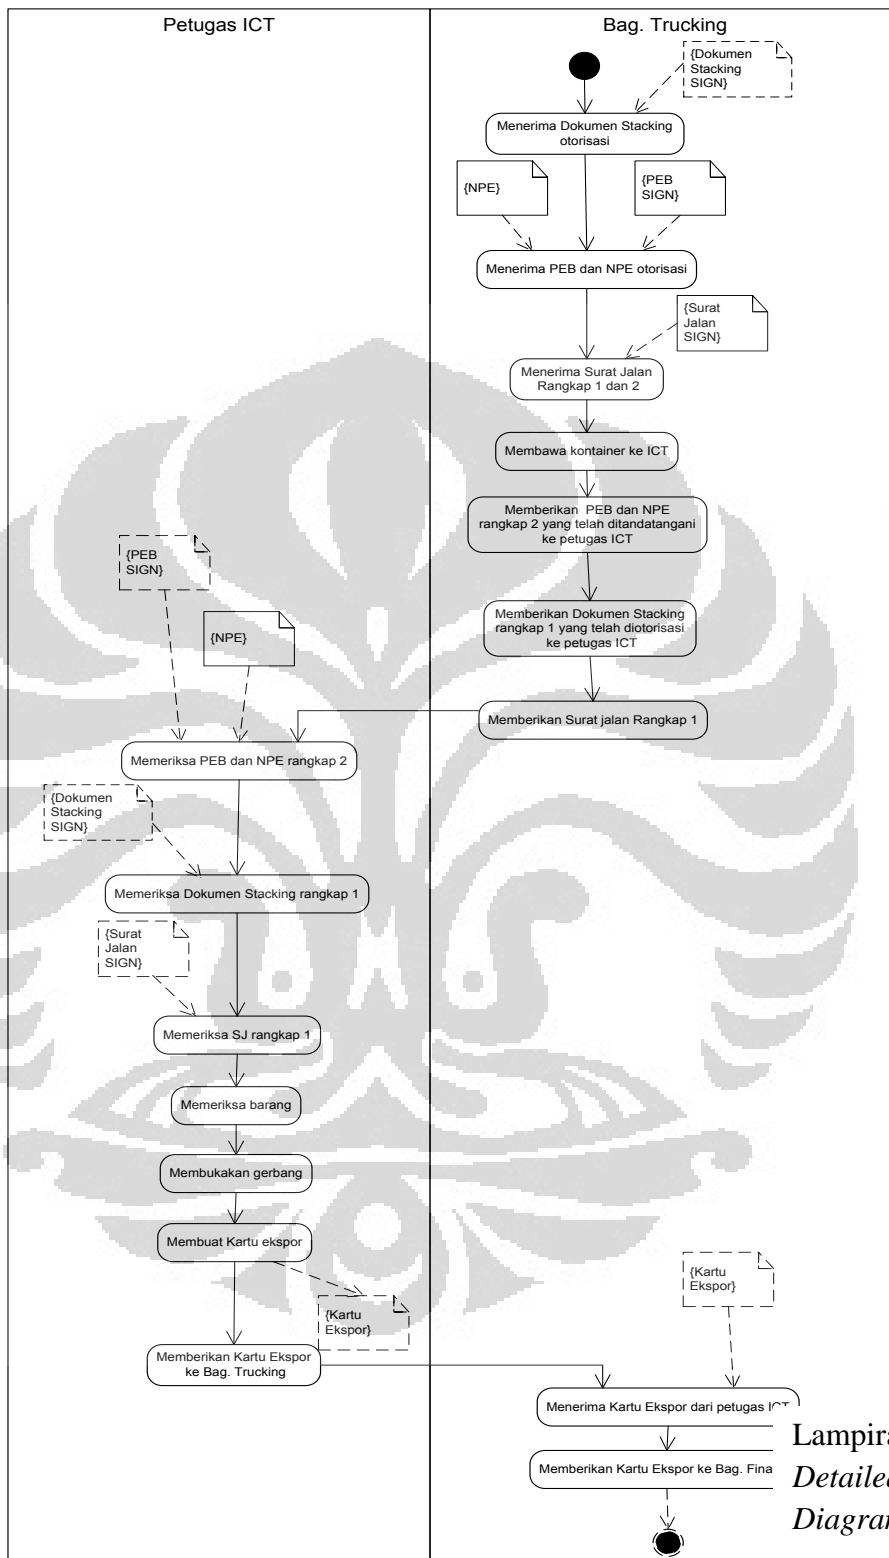 Petugas ICT
Bag. Trucking
{Dokumen
Stacking
SIGN}
Menerima Dokumen Stacking
otorisasi
{NPE}
{PEB
SIGN}
Menerima PEB dan NPE otorisasi
{Surat
Jalan
SIGN}
Menerima Surat Jalan
Rangkap 1 dan 2
Membawa kontainer ke ICT
Memberikan PEB dan NPE
rangkap 2 yang telah ditandatangani
ke petugas ICT
{PEB
SIGN}
{NPE}
Memberikan Dokumen Stacking
rangkap 1 yang telah diotorisasi
ke petugas ICT
Memberikan Surat jalan Rangkap 1
Memeriksa PEB dan NPE rangkap 2
{Dokumen
Stacking
SIGN}
Memeriksa Dokumen Stacking rangkap 1
{Surat
Jalan
SIGN}
Memeriksa SJ rangkap 1
Memeriksa barang
Membukakan gerbang
Membuat Kartu ekspor
{Kartu
Ekspor}
{Kartu
Ekspor}
Memberikan Kartu Ekspor
ke Bag. Trucking
Menerima Kartu Ekspor dari petugas ICT
Memberikan Kartu Ekspor ke Bag. Fina
Lampira
Detailed
Diagran